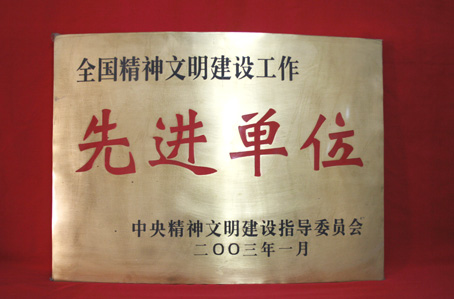 全国精神文明建设工作
先进单位
中央精神文明建设指导委员会
二〇〇三年一月